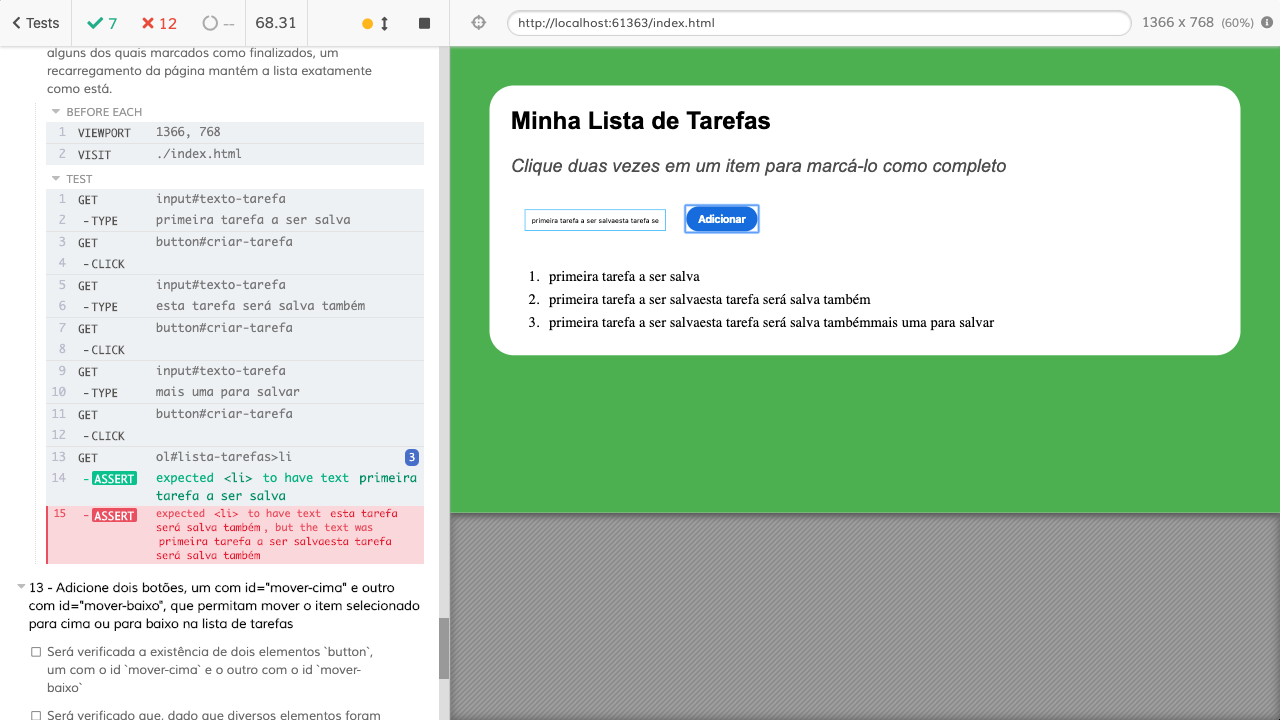 Tests
7
12
--
68.31
http://localhost:61363/index.html
1366 x 768 (60%)
alguns dos quais marcados como finalizados, um
recarregamento da página mantém a lista exatamente
como está.
BEFORE EACH
1 VIEWPORT 1366, 768
2 VISIT ./index.html
TEST
1 GET input#texto-tarefa
2 -TYPE primeira tarefa a ser salva
3 GET button#criar-tarefa
4 -CLICK
5 GET input#texto-tarefa
6 -TYPE esta tarefa será salva também
7 GET button#criar-tarefa
8 -CLICK
9 GET input#texto-tarefa
10 -TYPE mais uma para salvar
11 GET button#criar-tarefa
12 -CLICK
13 GET ol#lista-tarefas>li 3
14 -ASSERT expected <li> to have text primeira
tarefa a ser salva
15 -ASSERT expected <li> to have text esta tarefa
será salva também, but the text was
primeira tarefa a ser salvaesta tarefa
será salva também
13 - Adicione dois botões, um com id="mover-cima" e outro
com id="mover-baixo", que permitam mover o item selecionado
para cima ou para baixo na lista de tarefas
Será verificada a existência de dois elementos `button`,
um com o id `mover-cima` e o outro com o id `mover-
baixo`
Será verificado que, dado que diversos elementos foram
Minha Lista de Tarefas
Clique duas vezes em um item para marcá-lo como completo
primeira tarefa a ser salvaesta tarefa se
Adicionar
1. primeira tarefa a ser salva
2. primeira tarefa a ser salvaesta tarefa será salva também
3. primeira tarefa a ser salvaesta tarefa será salva tambémmais uma para salvar